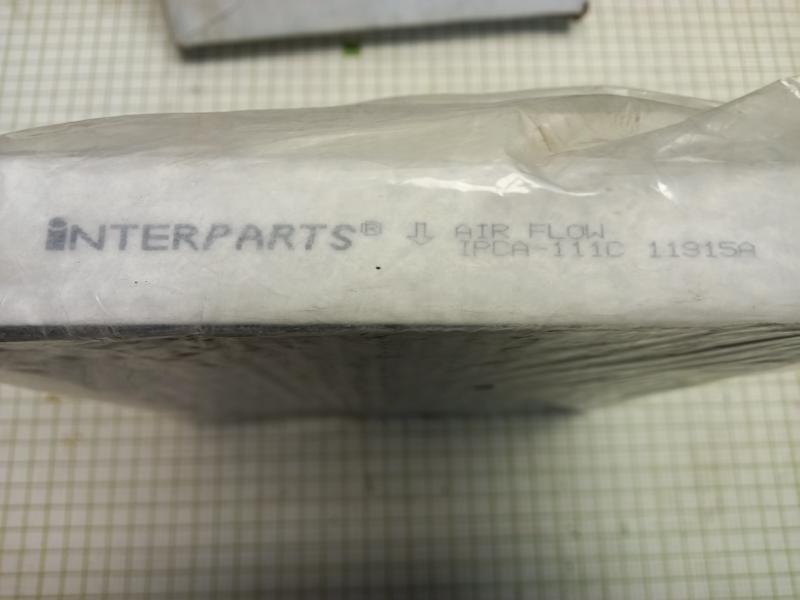 iNTERPARTS® ⇩ AIR FLOW
IPCA-111C 11915A